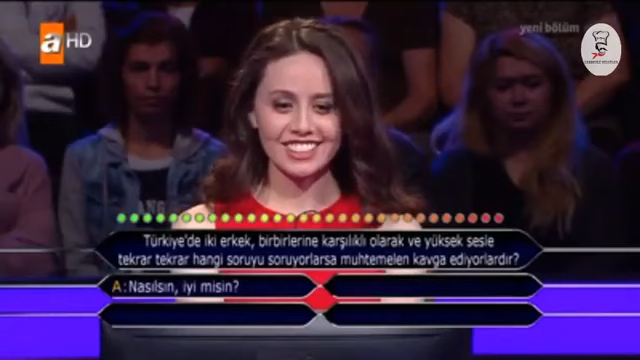 a HD
yeni bölüm
Türkiye'de iki erkek, birbirlerine karşılıklı olarak ve yüksek sesle
tekrar tekrar hangi soruyu soruyorlarsa muhtemelen kavga ediyorlardır?
A: Nasılsın, iyi misin?